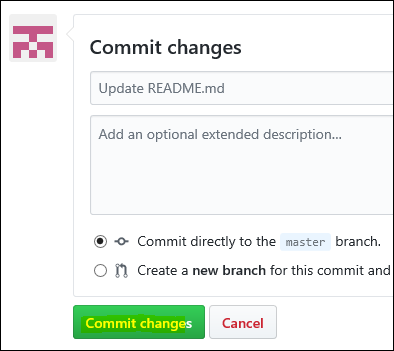 Commit changes
Update README.md
Add an optional extended description...
Commit directly to the master branch.
Create a new branch for this commit and
Commit changes
Cancel